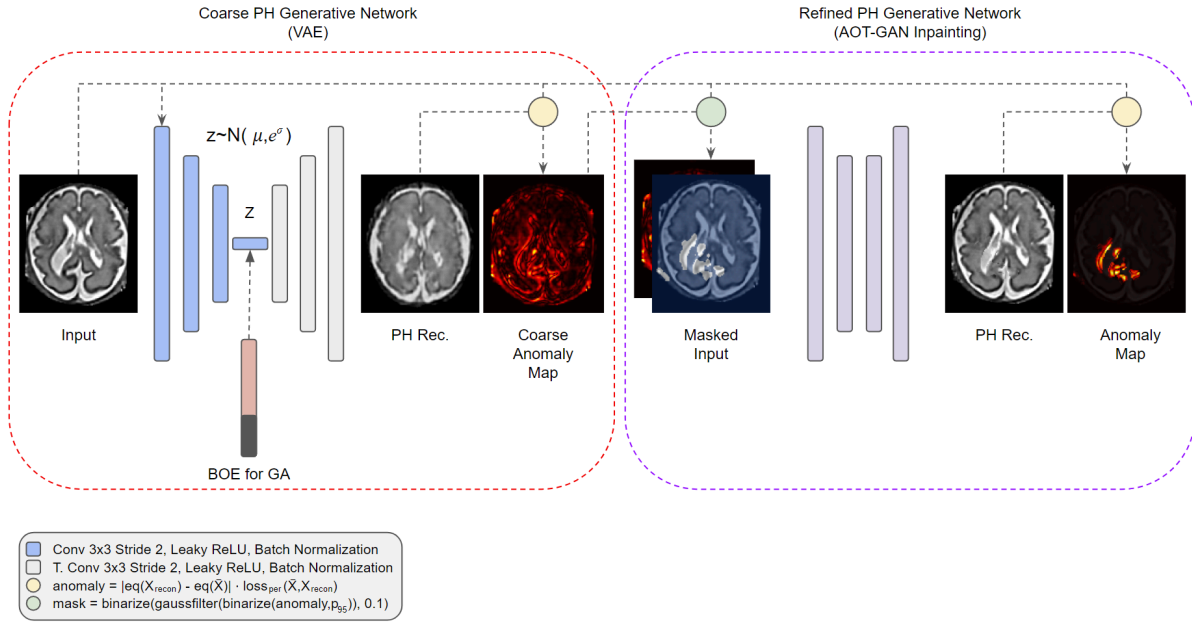 Coarse PH Generative Network
(VAE)
Refined PH Generative Network
(AOT-GAN Inpainting)
z~N( μ,e^σ)
Z
Input
PH Rec.
Coarse
Anomaly
Map
Masked
Input
PH Rec.
Anomaly
Map
BOE for GA
Conv 3x3 Stride 2, Leaky ReLU, Batch Normalization
T. Conv 3x3 Stride 2, Leaky ReLU, Batch Normalization
anomaly = |eq(X_recon) - eq(X̄)| · loss_per(X̄,X_recon)
mask = binarize(gaussfilter(binarize(anomaly,p_95)), 0.1)